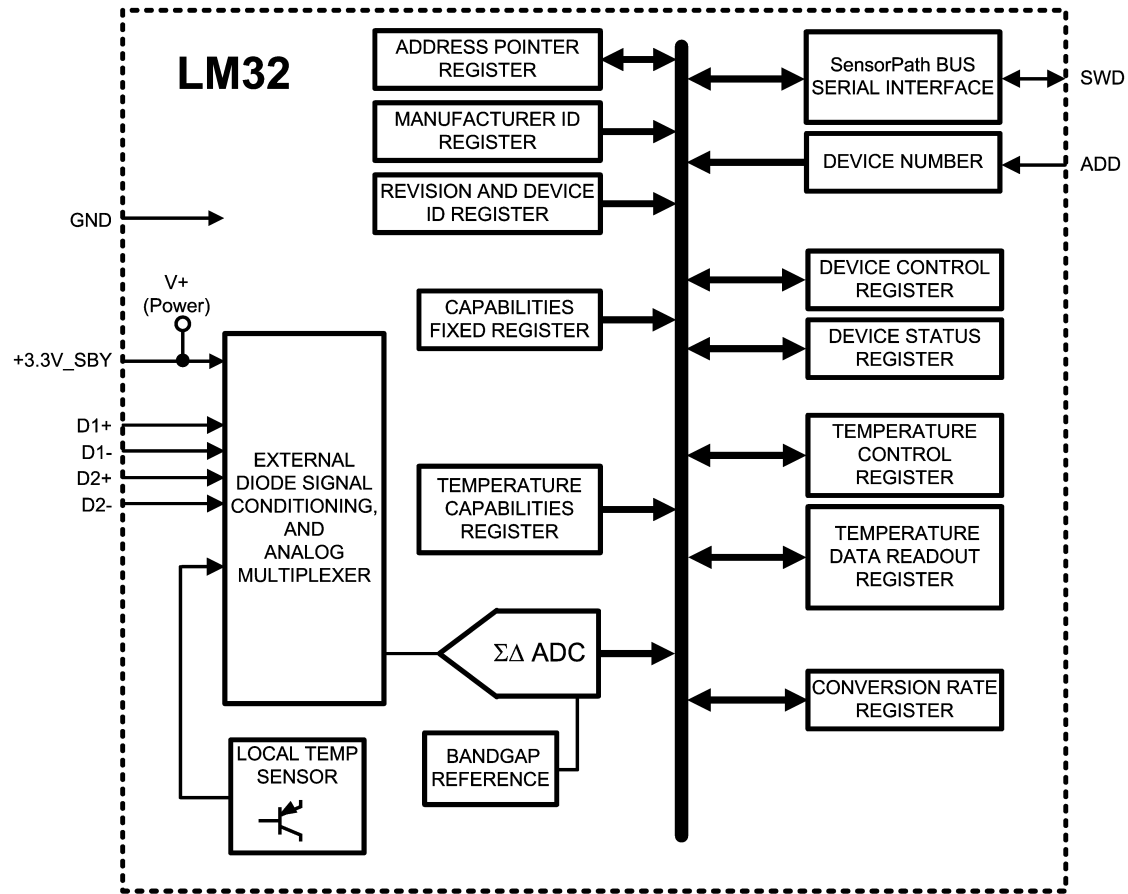 LM32
ADDRESS POINTER
REGISTER
MANUFACTURER ID
REGISTER
REVISION AND DEVICE
ID REGISTER
SensorPath BUS
SERIAL INTERFACE
SWD
DEVICE NUMBER
ADD
GND
V+
(Power)
+3.3V_SBY
D1+
D1-
D2+
D2-
CAPABILITIES
FIXED REGISTER
DEVICE CONTROL
REGISTER
DEVICE STATUS
REGISTER
EXTERNAL
DIODE SIGNAL
CONDITIONING,
AND
ANALOG
MULTIPLEXER
TEMPERATURE
CAPABILITIES
REGISTER
TEMPERATURE
CONTROL
REGISTER
TEMPERATURE
DATA READOUT
REGISTER
ΣΔ ADC
CONVERSION RATE
REGISTER
LOCAL TEMP
SENSOR
BANDGAP
REFERENCE